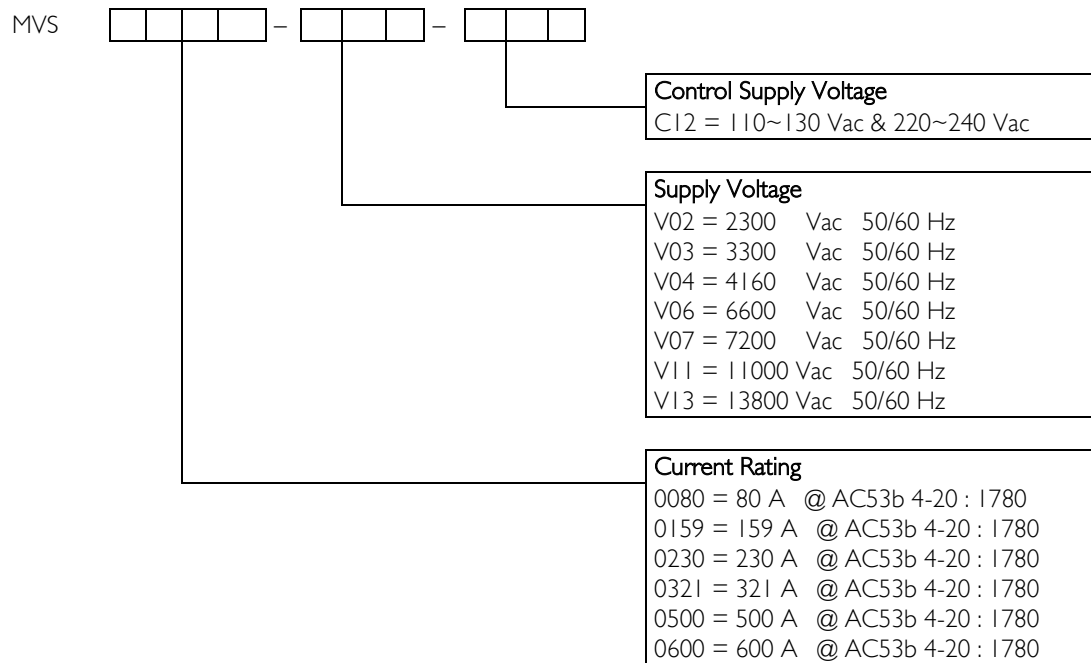 MVS – –
Control Supply Voltage
C12 = 110~130 Vac & 220~240 Vac
Supply Voltage
V02 = 2300 Vac 50/60 Hz
V03 = 3300 Vac 50/60 Hz
V04 = 4160 Vac 50/60 Hz
V06 = 6600 Vac 50/60 Hz
V07 = 7200 Vac 50/60 Hz
V11 = 11000 Vac 50/60 Hz
V13 = 13800 Vac 50/60 Hz
Current Rating
0080 = 80 A @ AC53b 4-20 : 1780
0159 = 159 A @ AC53b 4-20 : 1780
0230 = 230 A @ AC53b 4-20 : 1780
0321 = 321 A @ AC53b 4-20 : 1780
0500 = 500 A @ AC53b 4-20 : 1780
0600 = 600 A @ AC53b 4-20 : 1780